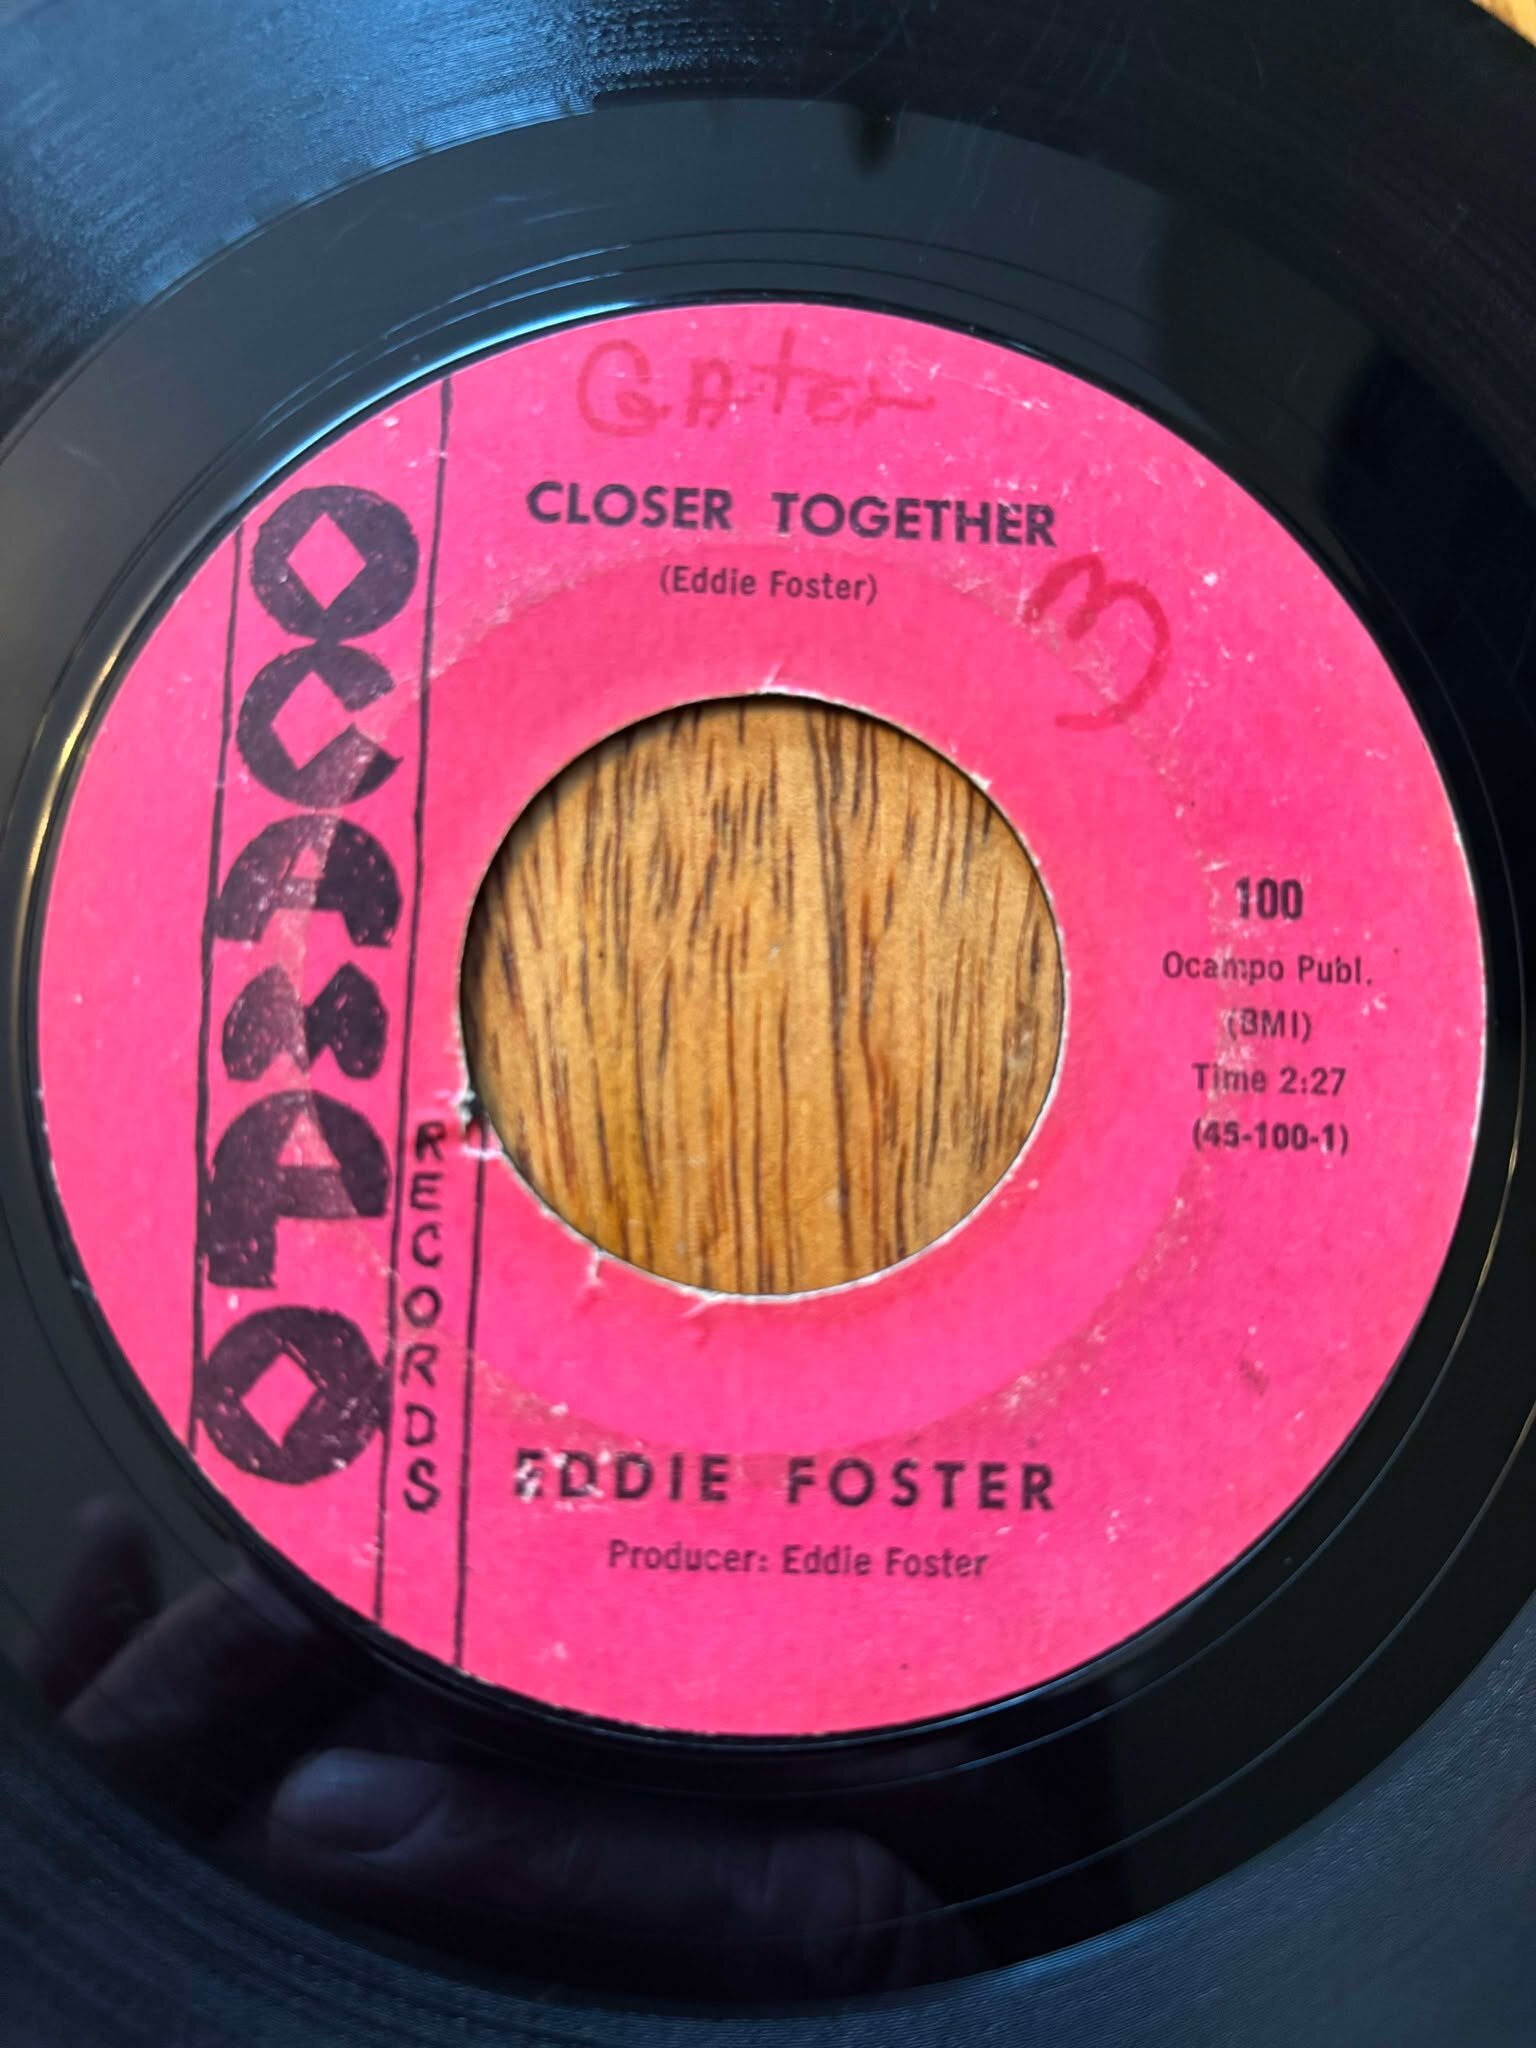 Gater
CLOSER TOGETHER
(Eddie Foster)
3
OCAMPO
RECORDS
100
Ocampo Publ.
(BMI)
Time 2:27
(45-100-1)
EDDIE FOSTER
Producer: Eddie Foster